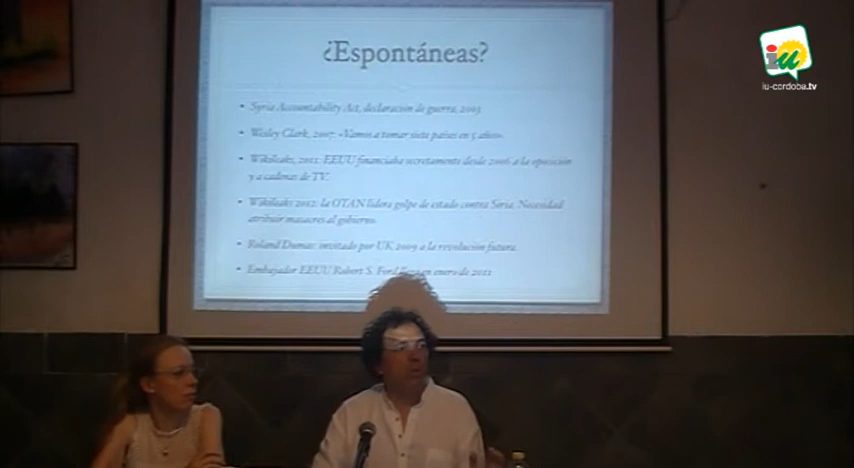 ¿Espontáneas?
iu
iu-cordoba.tv
• Syria Accountability Act, declaración de guerra, 2003
• Wesley Clark, 2007: «Vamos a tomar siete países en 5 años».
• Wikileaks, 2011: EEUU financiaba secretamente desde 2006 a la oposición
y a cadenas de TV.
• Wikileaks 2012: la OTAN lidera golpe de estado contra Siria. Necesidad
atribuir masacres al gobierno.
• Roland Dumas: invitado por UK 2009 a la revolución futura.
• Embajador EEUU Robert S. Ford llega en enero de 2011